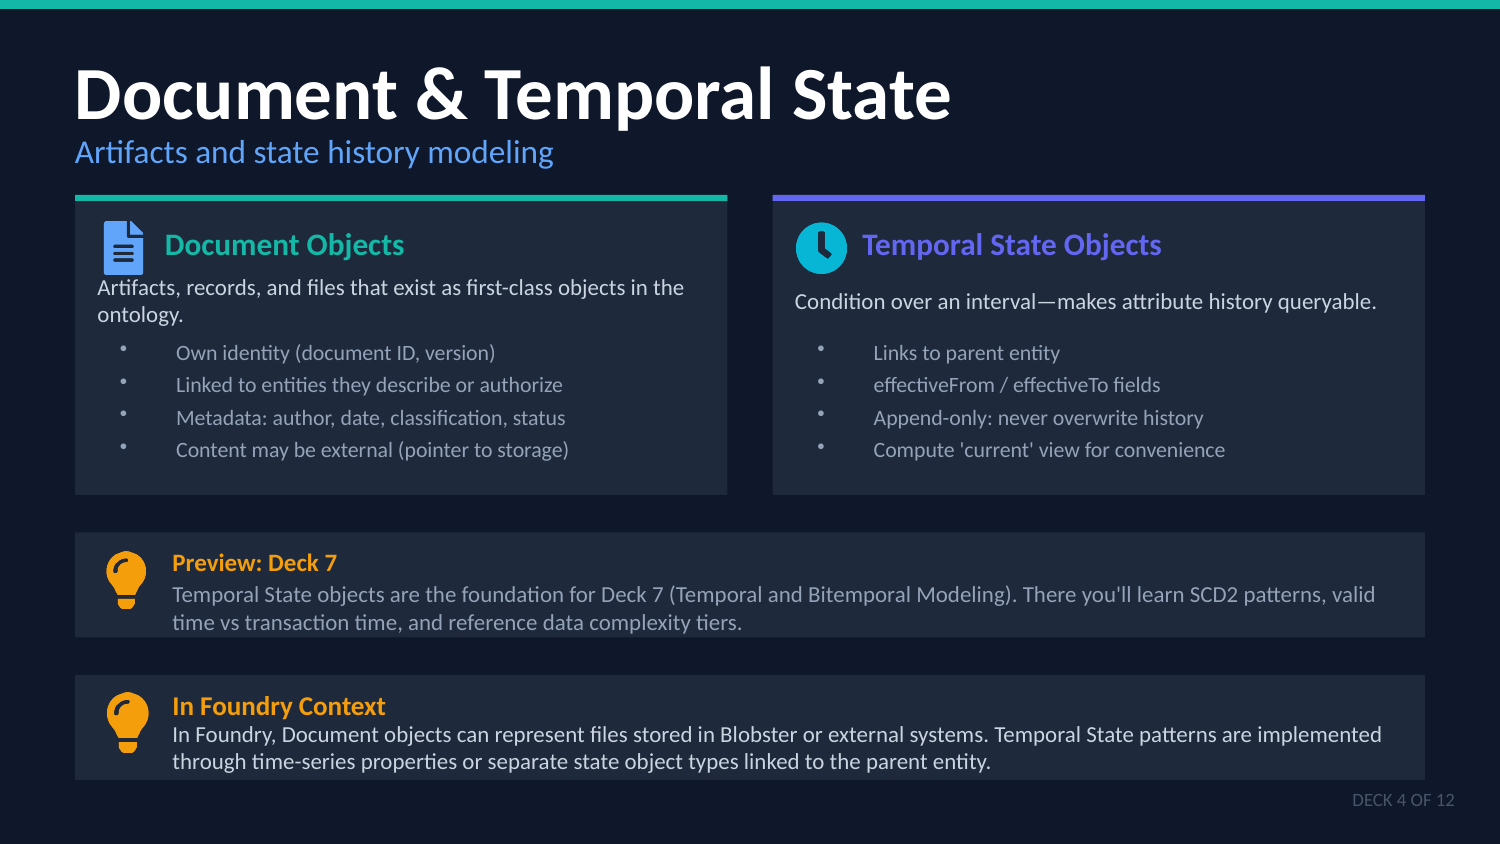 Document & Temporal State
Artifacts and state history modeling
Document Objects
Artifacts, records, and files that exist as first-class objects in the
ontology.
• Own identity (document ID, version)
• Linked to entities they describe or authorize
• Metadata: author, date, classification, status
• Content may be external (pointer to storage)
Temporal State Objects
Condition over an interval—makes attribute history queryable.
• Links to parent entity
• effectiveFrom / effectiveTo fields
• Append-only: never overwrite history
• Compute 'current' view for convenience
Preview: Deck 7
Temporal State objects are the foundation for Deck 7 (Temporal and Bitemporal Modeling). There you'll learn SCD2 patterns, valid
time vs transaction time, and reference data complexity tiers.
In Foundry Context
In Foundry, Document objects can represent files stored in Blobster or external systems. Temporal State patterns are implemented
through time-series properties or separate state object types linked to the parent entity.
DECK 4 OF 12